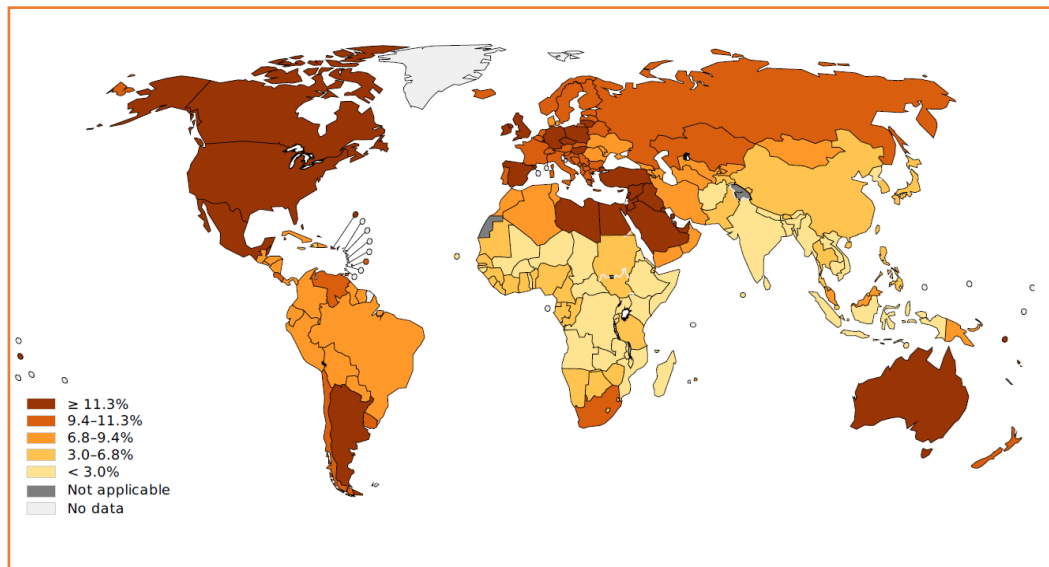 ≥ 11.3%
9.4–11.3%
6.8–9.4%
3.0–6.8%
< 3.0%
Not applicable
No data